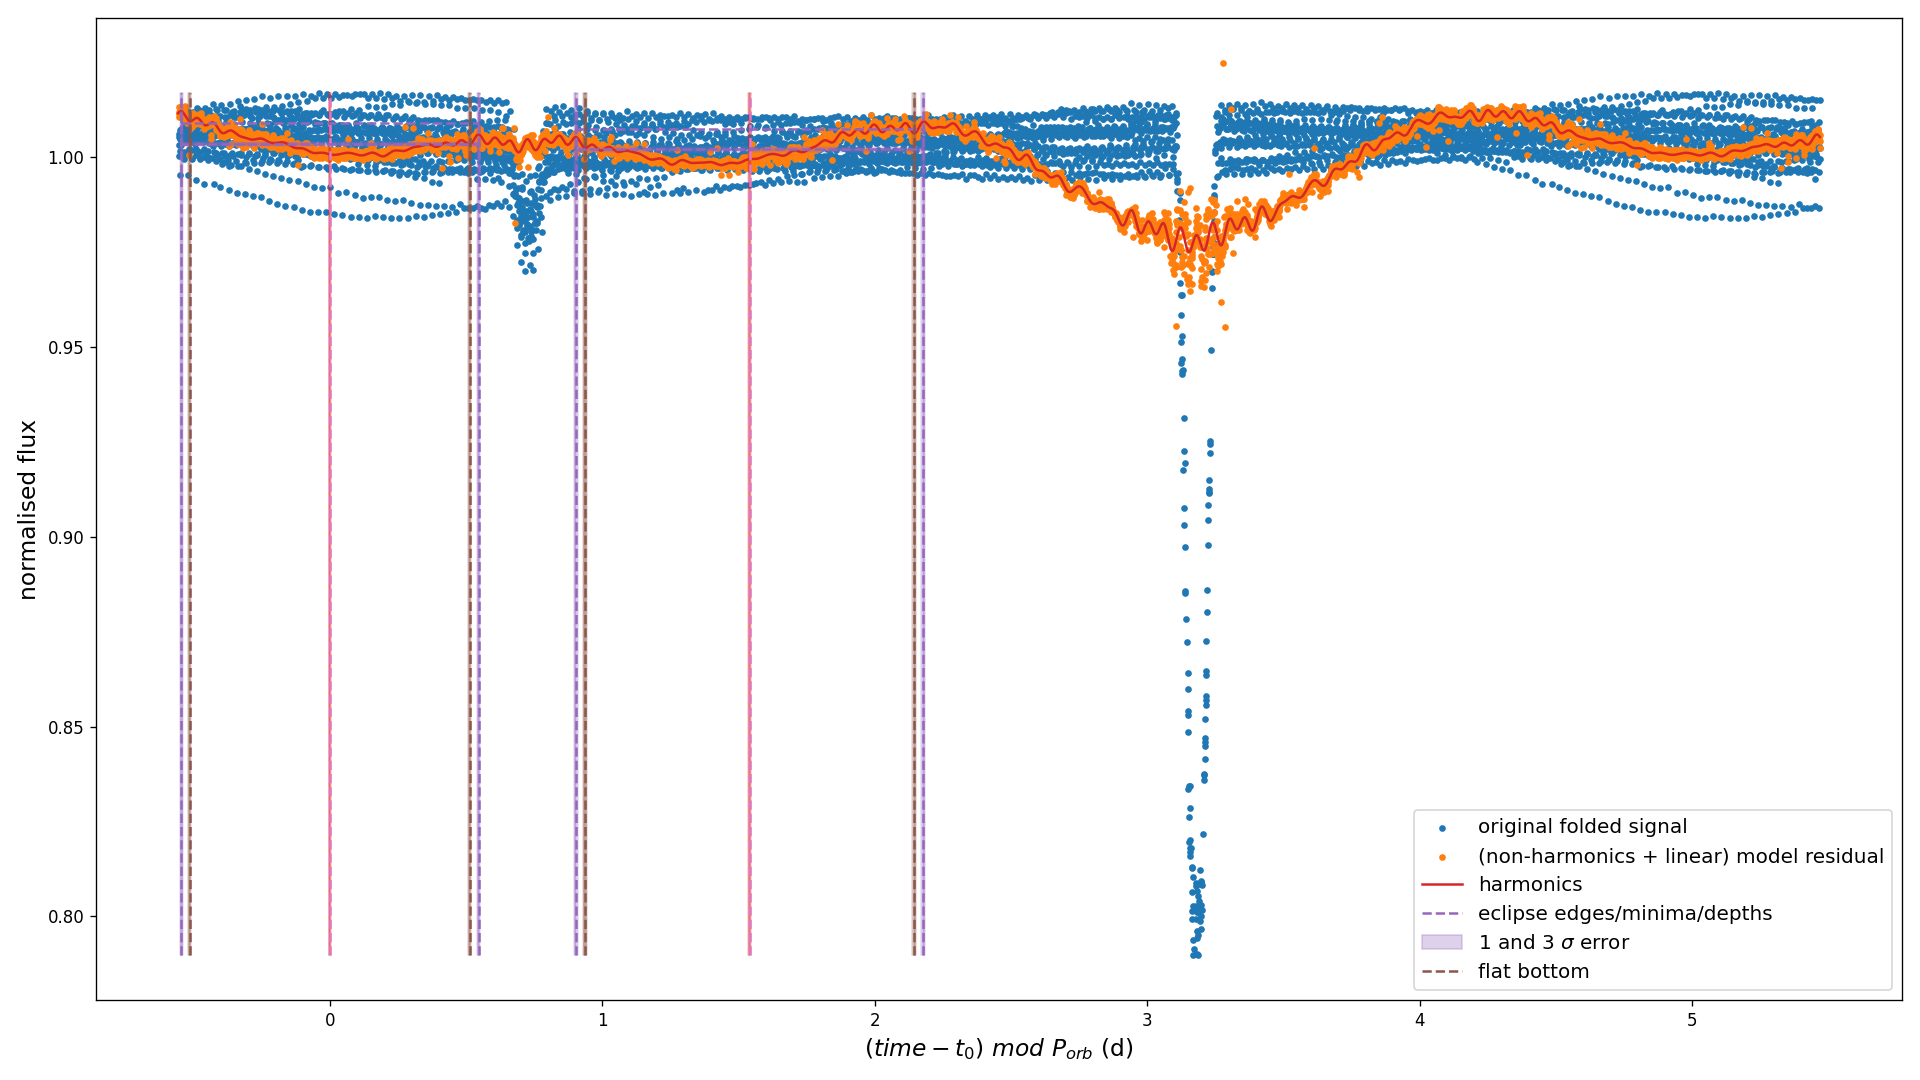 normalised flux
1.00
0.95
0.90
0.85
0.80
0 1 2 3 4 5
(time − t₀) mod P_orb (d)
original folded signal
(non-harmonics + linear) model residual
harmonics
eclipse edges/minima/depths
1 and 3 σ error
flat bottom